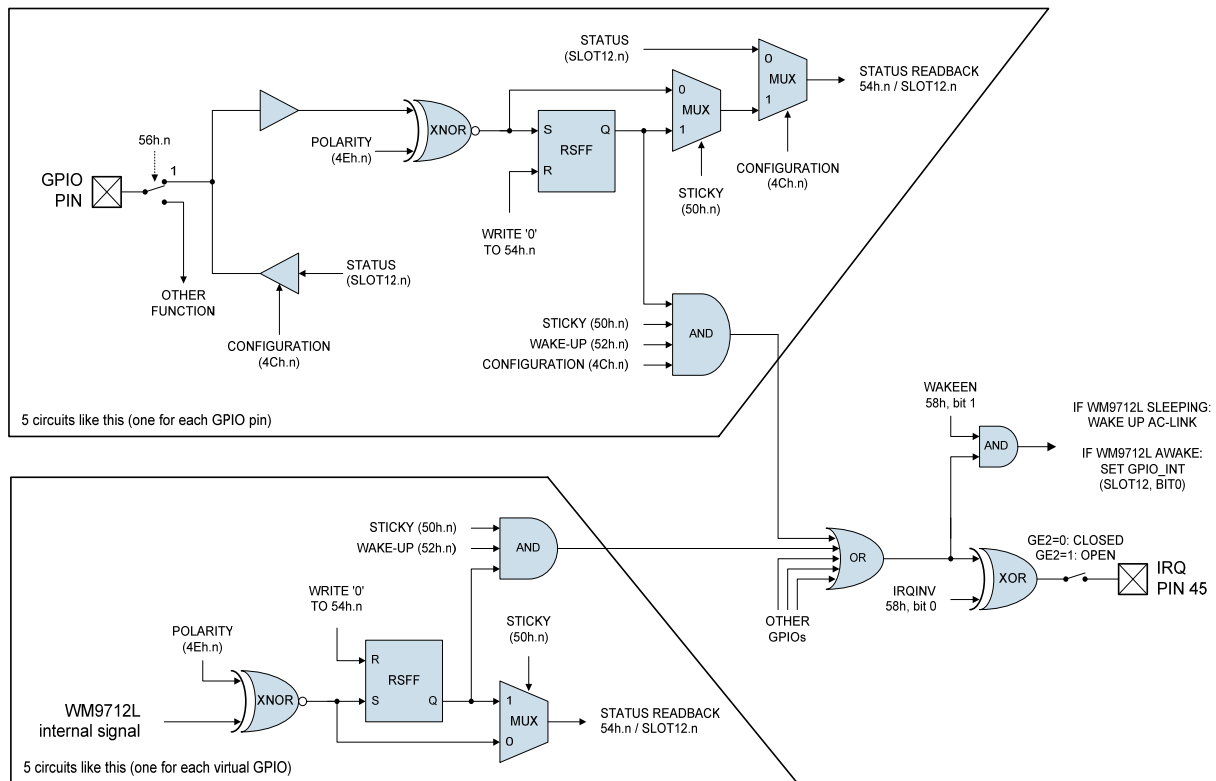 STATUS
(SLOT12.n)
0
MUX
1
STATUS READBACK
54h.n / SLOT12.n
CONFIGURATION
(4Ch.n)
0
MUX
1
STICKY
(50h.n)
XNOR
POLARITY
(4Eh.n)
S
Q
RSFF
R
WRITE '0'
TO 54h.n
56h.n
1
GPIO
PIN
OTHER
FUNCTION
STATUS
(SLOT12.n)
CONFIGURATION
(4Ch.n)
STICKY (50h.n)
WAKE-UP (52h.n)
CONFIGURATION (4Ch.n)
AND
5 circuits like this (one for each GPIO pin)
WAKEEN
58h, bit 1
AND
IF WM9712L SLEEPING:
WAKE UP AC-LINK
IF WM9712L AWAKE:
SET GPIO_INT
(SLOT12, BIT0)
STICKY (50h.n)
WAKE-UP (52h.n)
AND
OR
OTHER
GPIOs
IRQINV
58h, bit 0
XOR
GE2=0: CLOSED
GE2=1: OPEN
IRQ
PIN 45
WRITE '0'
TO 54h.n
POLARITY
(4Eh.n)
STICKY
(50h.n)
R
RSFF
S
Q
XNOR
1
MUX
0
STATUS READBACK
54h.n / SLOT12.n
WM9712L
internal signal
5 circuits like this (one for each virtual GPIO)